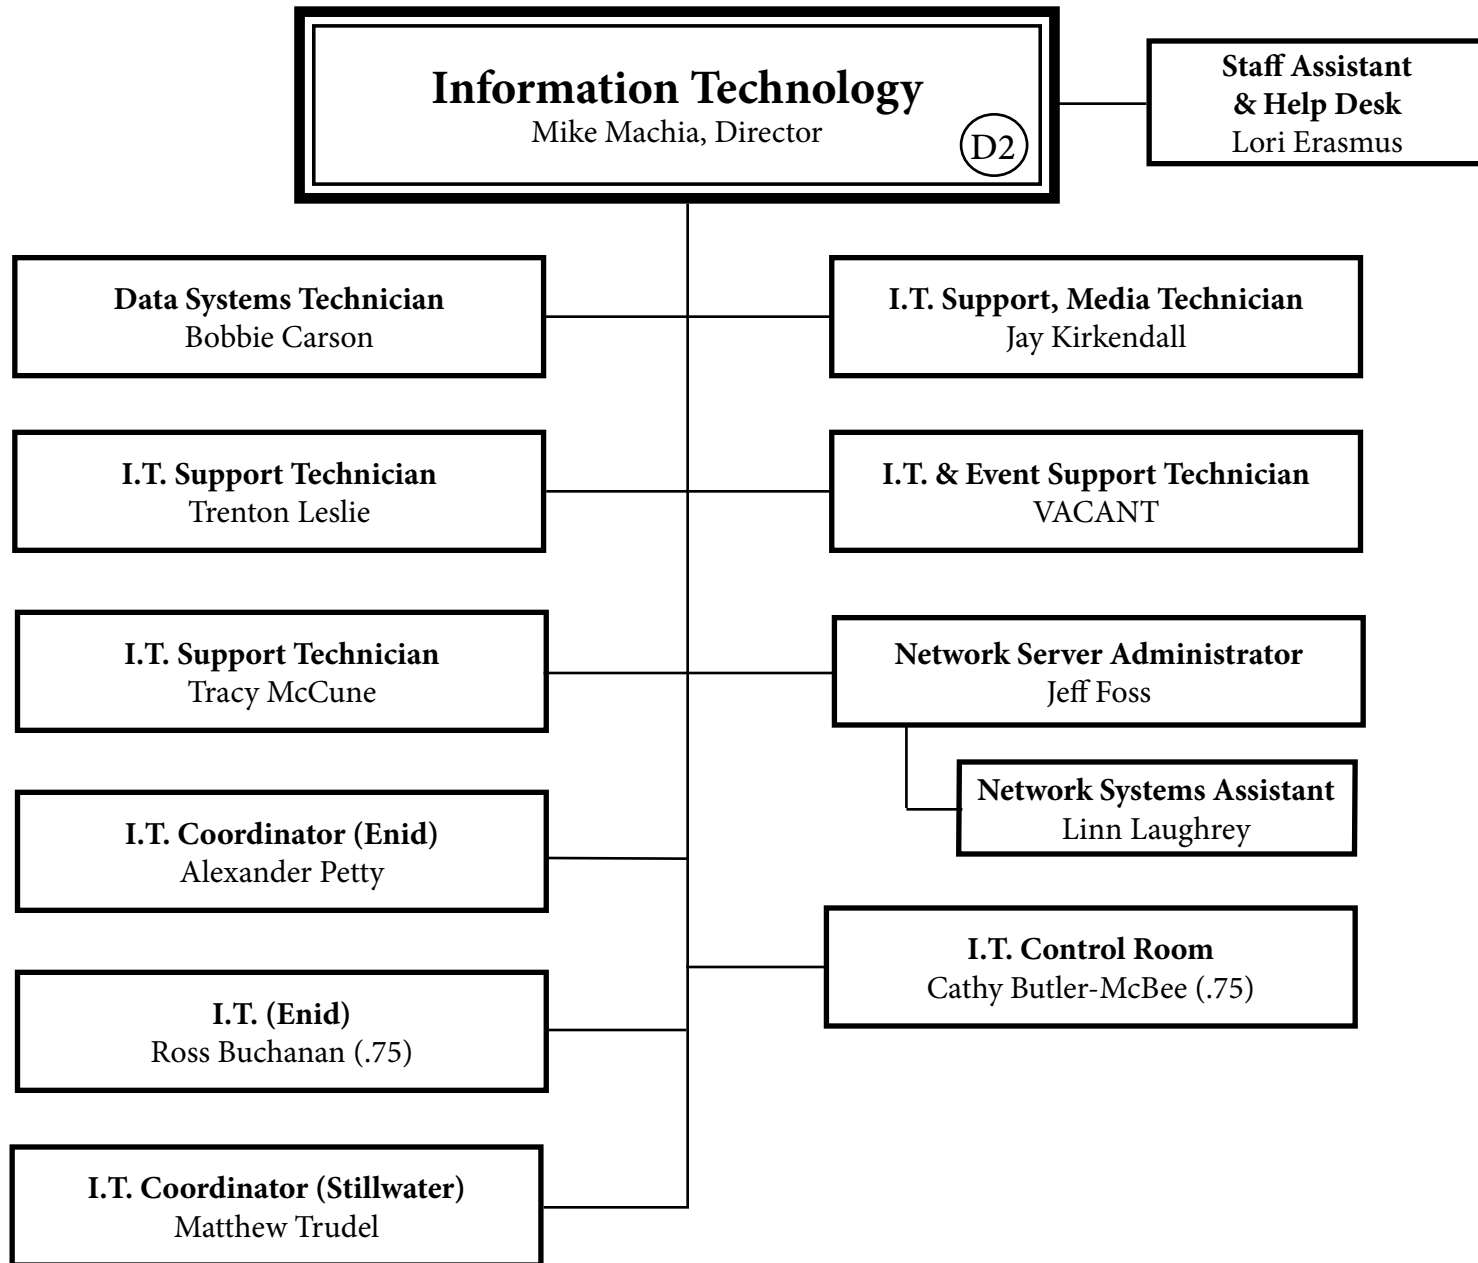 Information Technology
Mike Machia, Director
D2
Staff Assistant
& Help Desk
Lori Erasmus
Data Systems Technician
Bobbie Carson
I.T. Support, Media Technician
Jay Kirkendall
I.T. Support Technician
Trenton Leslie
I.T. & Event Support Technician
VACANT
I.T. Support Technician
Tracy McCune
Network Server Administrator
Jeff Foss
Network Systems Assistant
Linn Laughrey
I.T. Coordinator (Enid)
Alexander Petty
I.T. Control Room
Cathy Butler-McBee (.75)
I.T. (Enid)
Ross Buchanan (.75)
I.T. Coordinator (Stillwater)
Matthew Trudel